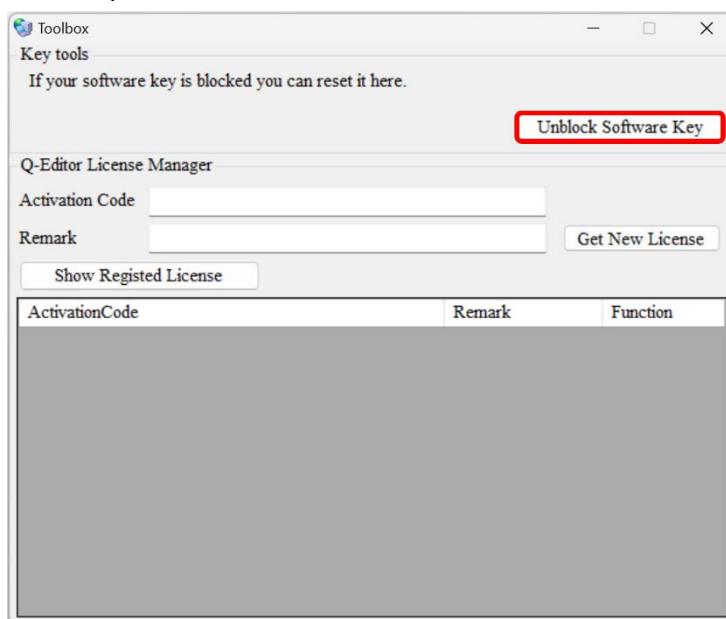 Toolbox
Key tools
If your software key is blocked you can reset it here.
Unblock Software Key
Q-Editor License Manager
Activation Code
Remark
Get New License
Show Registed License
ActivationCode Remark Function